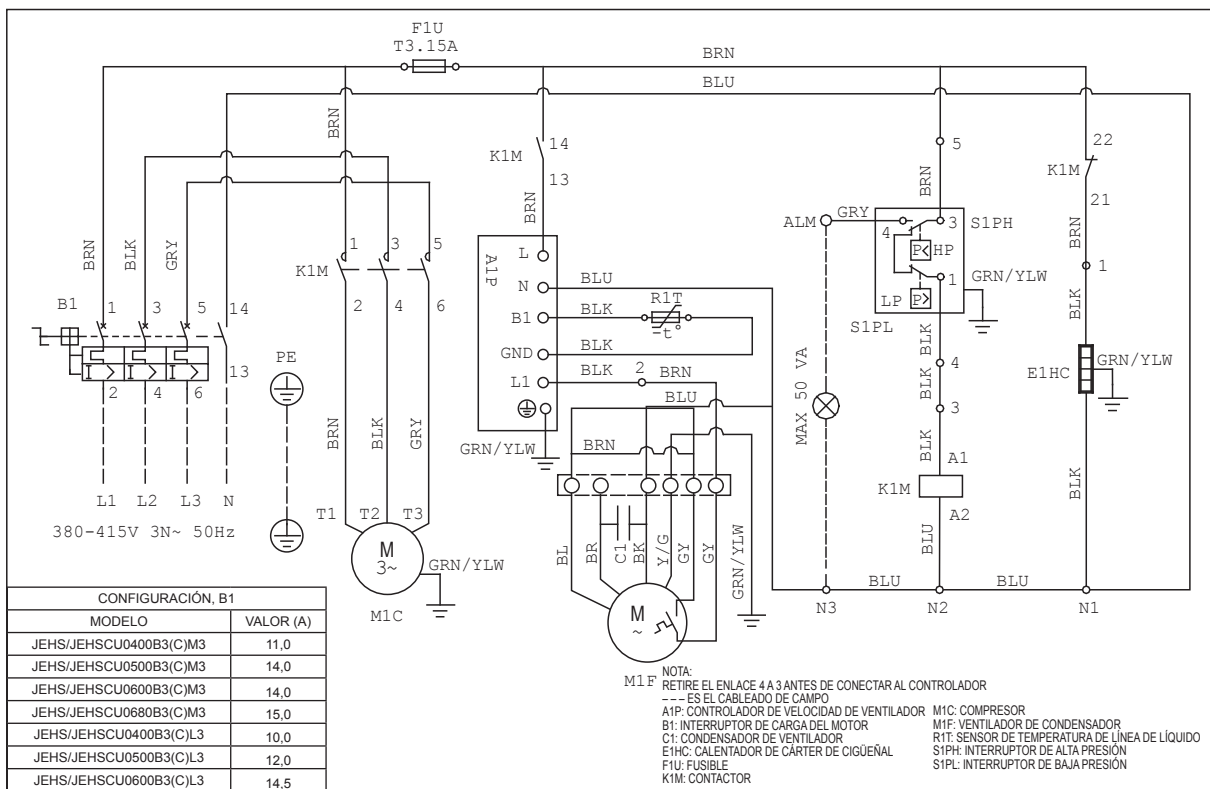 F1U
T3.15A
BRN
BLU
BRN
K1M
14
13
BRN
5
BRN
22
K1M
21
BRN
1
BLK
ALM
GRY
4
3
S1PH
P<
HP
1
GRN/YLW
LP
P>
S1PL
BRN
BLK
GRY
B1
1
3
5
14
I >
I >
I >
13
2
4
6
L1
L2
L3
N
380-415V 3N~ 50Hz
PE
K1M
1
3
5
2
4
6
BRN
BLK
GRY
T1
T2
T3
M
3~
GRN/YLW
M1C
A1P
L
N
B1
GND
L1
BLU
BLK
R1T
-t°
BLK
BLK
2
BRN
BLU
GRN/YLW
BRN
BL
BR
C1
BK
Y/G
GY
GY
GRN/YLW
M
~
M1F
MAX 50 VA
BLK
4
BLK
3
BLK
A1
K1M
A2
BLU
E1HC
GRN/YLW
BLK
BLU
BLU
N3
N2
N1
CONFIGURACIÓN, B1
MODELO VALOR (A)
JEHS/JEHSCU0400B3(C)M3 11,0
JEHS/JEHSCU0500B3(C)M3 14,0
JEHS/JEHSCU0600B3(C)M3 14,0
JEHS/JEHSCU0680B3(C)M3 15,0
JEHS/JEHSCU0400B3(C)L3 10,0
JEHS/JEHSCU0500B3(C)L3 12,0
JEHS/JEHSCU0600B3(C)L3 14,5
NOTA:
RETIRE EL ENLACE 4 A 3 ANTES DE CONECTAR AL CONTROLADOR
--- ES EL CABLEADO DE CAMPO
A1P: CONTROLADOR DE VELOCIDAD DE VENTILADOR
B1: INTERRUPTOR DE CARGA DEL MOTOR
C1: CONDENSADOR DE VENTILADOR
E1HC: CALENTADOR DE CÁRTER DE CIGÜEÑAL
F1U: FUSIBLE
K1M: CONTACTOR
M1C: COMPRESOR
M1F: VENTILADOR DE CONDENSADOR
R1T: SENSOR DE TEMPERATURA DE LÍNEA DE LÍQUIDO
S1PH: INTERRUPTOR DE ALTA PRESIÓN
S1PL: INTERRUPTOR DE BAJA PRESIÓN